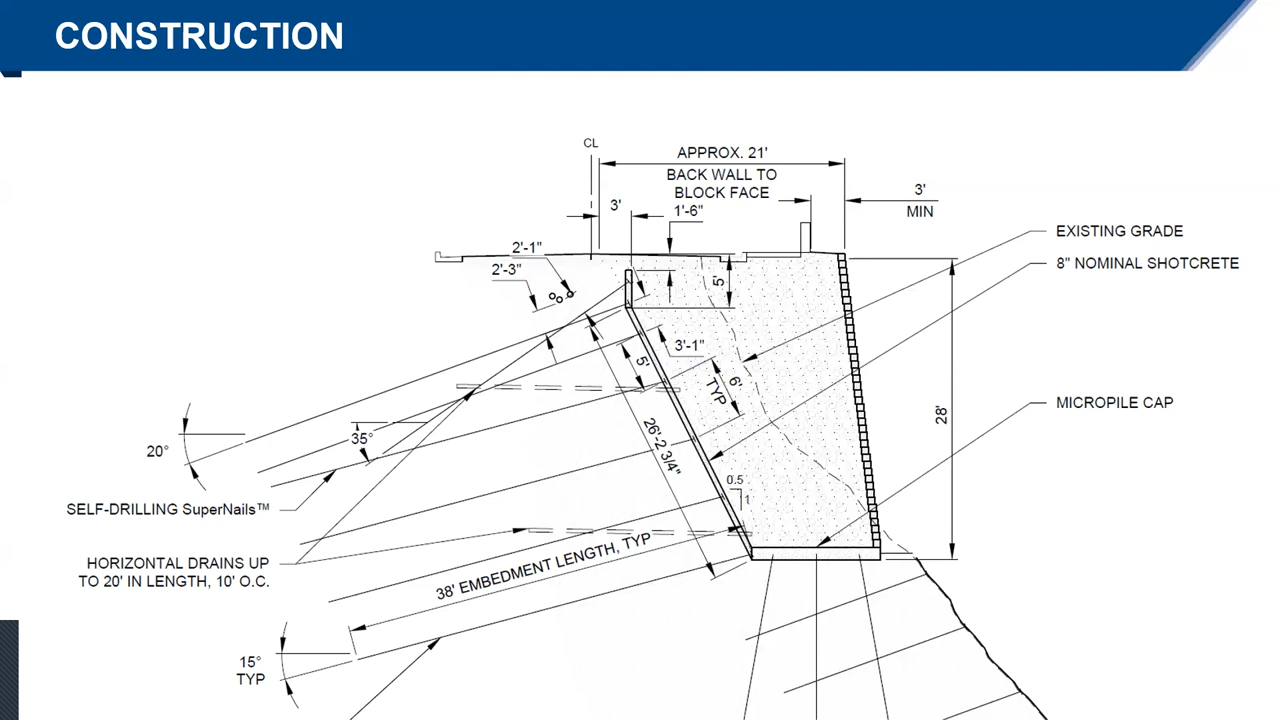 CONSTRUCTION
CL
APPROX. 21'
BACK WALL TO
BLOCK FACE
3'
MIN
3'
1'-6"
EXISTING GRADE
2'-1"
2'-3"
8" NOMINAL SHOTCRETE
5'
3'-1"
5'
6'
TYP
28'
MICROPILE CAP
26'-2 3/4"
35°
20°
0.5
1
SELF-DRILLING SuperNails™
HORIZONTAL DRAINS UP
TO 20' IN LENGTH, 10' O.C.
38' EMBEDMENT LENGTH, TYP
15°
TYP